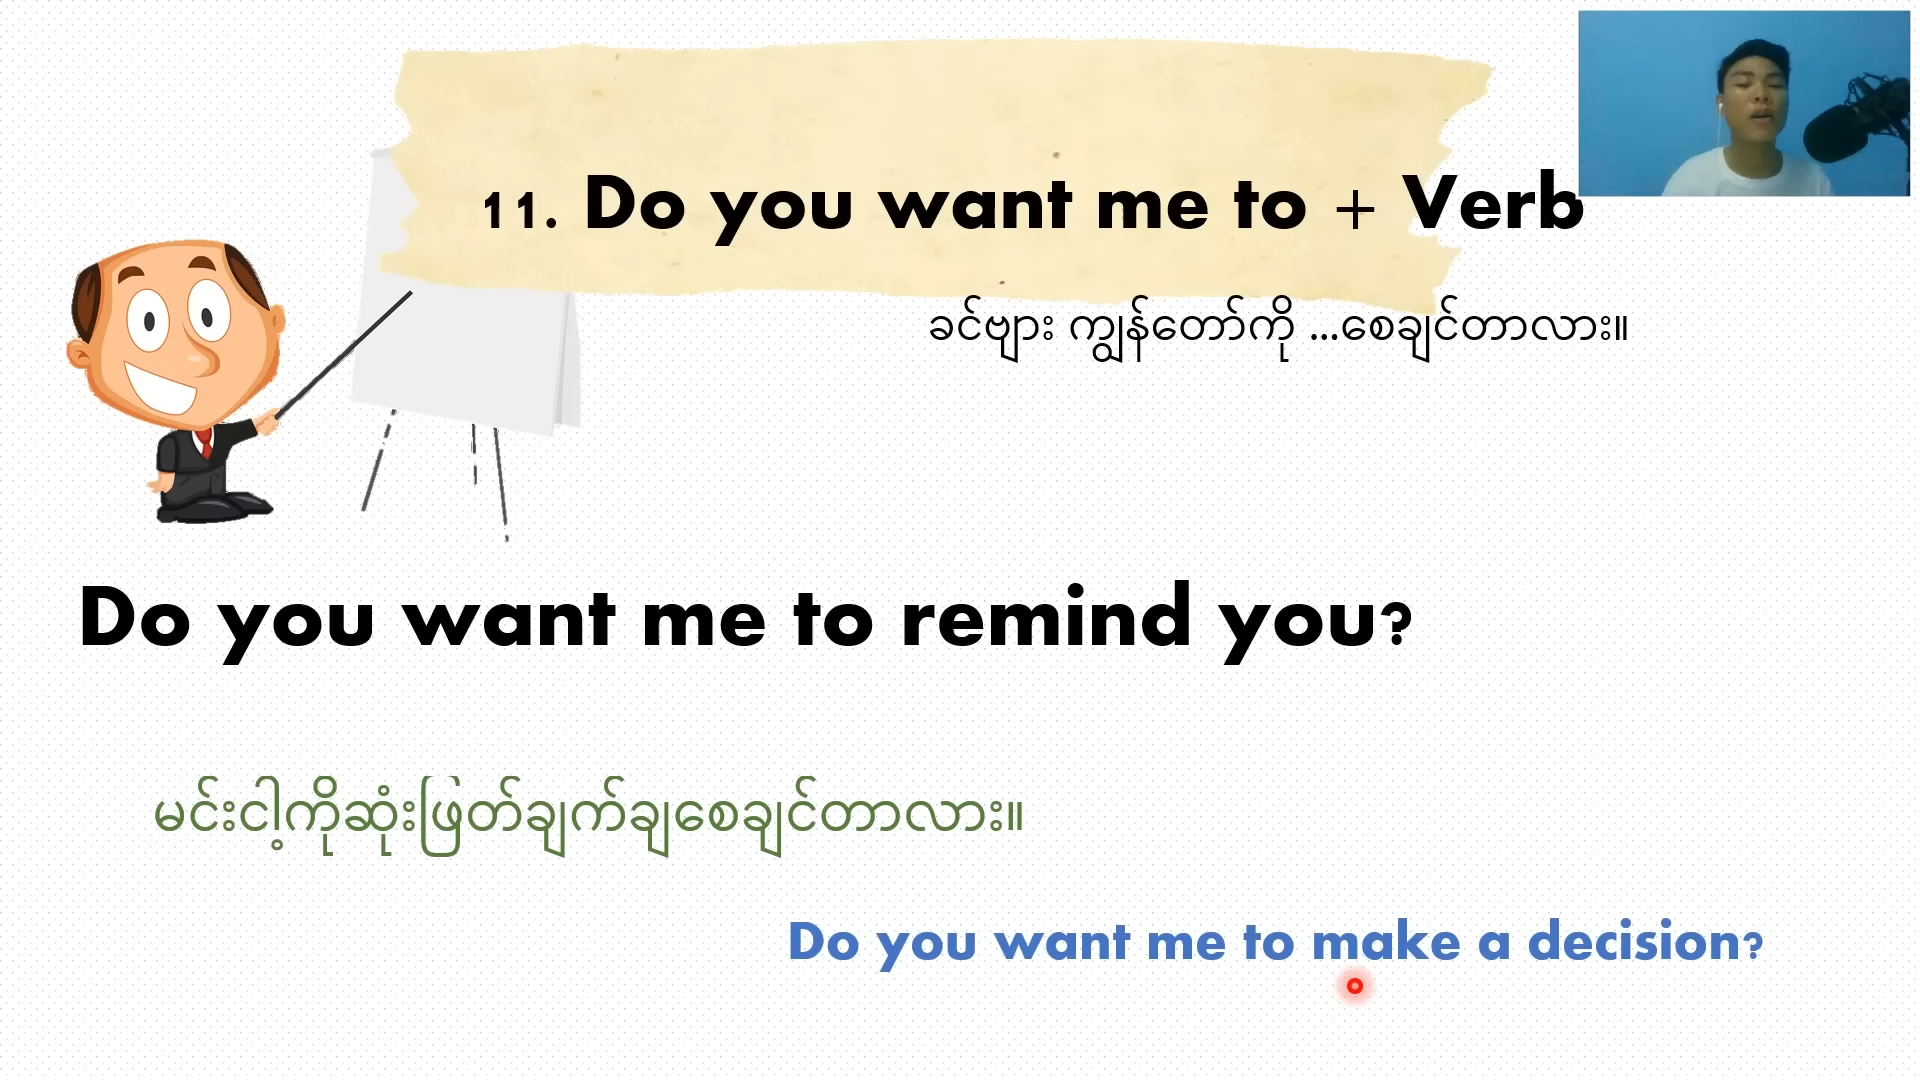 11. Do you want me to + Verb
ခင်ဗျား ကျွန်တော်ကို ...စေချင်တာလား။
Do you want me to remind you?
မင်းငါ့ကိုဆုံးဖြတ်ချက်ချစေချင်တာလား။
Do you want me to make a decision?